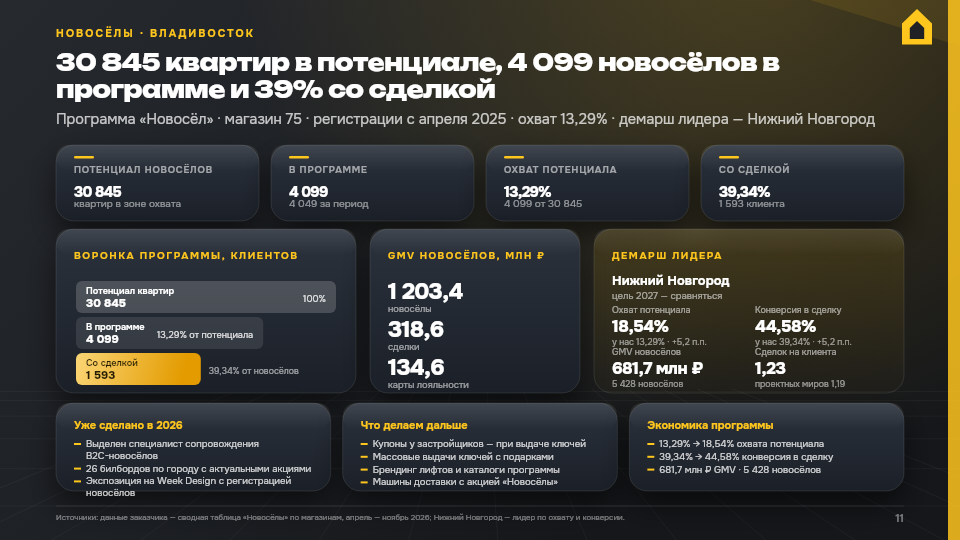 НОВОСЁЛЫ · ВЛАДИВОСТОК
30 845 квартир в потенциале, 4 099 новосёлов в
программе и 39% со сделкой
Программа «Новосёл» · магазин 75 · регистрации с апреля 2025 · охват 13,29% · демарш лидера — Нижний Новгород
ПОТЕНЦИАЛ НОВОСЁЛОВ
30 845
квартир в зоне охвата
В ПРОГРАММЕ
4 099
4 049 за период
ОХВАТ ПОТЕНЦИАЛА
13,29%
4 099 от 30 845
СО СДЕЛКОЙ
39,34%
1 593 клиента
ВОРОНКА ПРОГРАММЫ, КЛИЕНТОВ
Потенциал квартир
30 845
100%
В программе
4 099
13,29% от потенциала
Со сделкой
1 593
39,34% от новосёлов
GMV НОВОСЁЛОВ, МЛН ₽
1 203,4
новосёлы
318,6
сделки
134,6
карты лояльности
ДЕМАРШ ЛИДЕРА
Нижний Новгород
цель 2027 — сравняться
Охват потенциала
18,54%
у нас 13,29% · +5,2 п.п.
Конверсия в сделку
44,58%
у нас 39,34% · +5,2 п.п.
GMV новосёлов
681,7 млн ₽
5 428 новосёлов
Сделок на клиента
1,23
проектных миров 1,19
Уже сделано в 2026
Выделен специалист сопровождения
B2C-новосёлов
26 билбордов по городу с актуальными акциями
Экспозиция на Week Design с регистрацией
новосёлов
Что делаем дальше
Купоны у застройщиков — при выдаче ключей
Массовые выдачи ключей с подарками
Брендинг лифтов и каталоги программы
Машины доставки с акцией «Новосёлы»
Экономика программы
13,29% → 18,54% охвата потенциала
39,34% → 44,58% конверсия в сделку
681,7 млн ₽ GMV · 5 428 новосёлов
Источники: данные заказчика — сводная таблица «Новосёлы» по магазинам, апрель — ноябрь 2026; Нижний Новгород — лидер по охвату и конверсии.
11